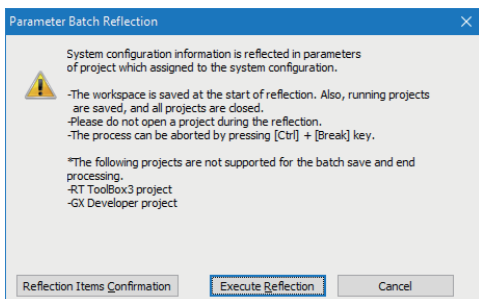 Parameter Batch Reflection
System configuration information is reflected in parameters
of project which assigned to the system configuration.
-The workspace is saved at the start of reflection. Also, running projects
are saved, and all projects are closed.
-Please do not open a project during the reflection.
-The process can be aborted by pressing [Ctrl] + [Break] key.
*The following projects are not supported for the batch save and end
processing.
-RT ToolBox3 project
-GX Developer project
Reflection Items Confirmation Execute Reflection Cancel